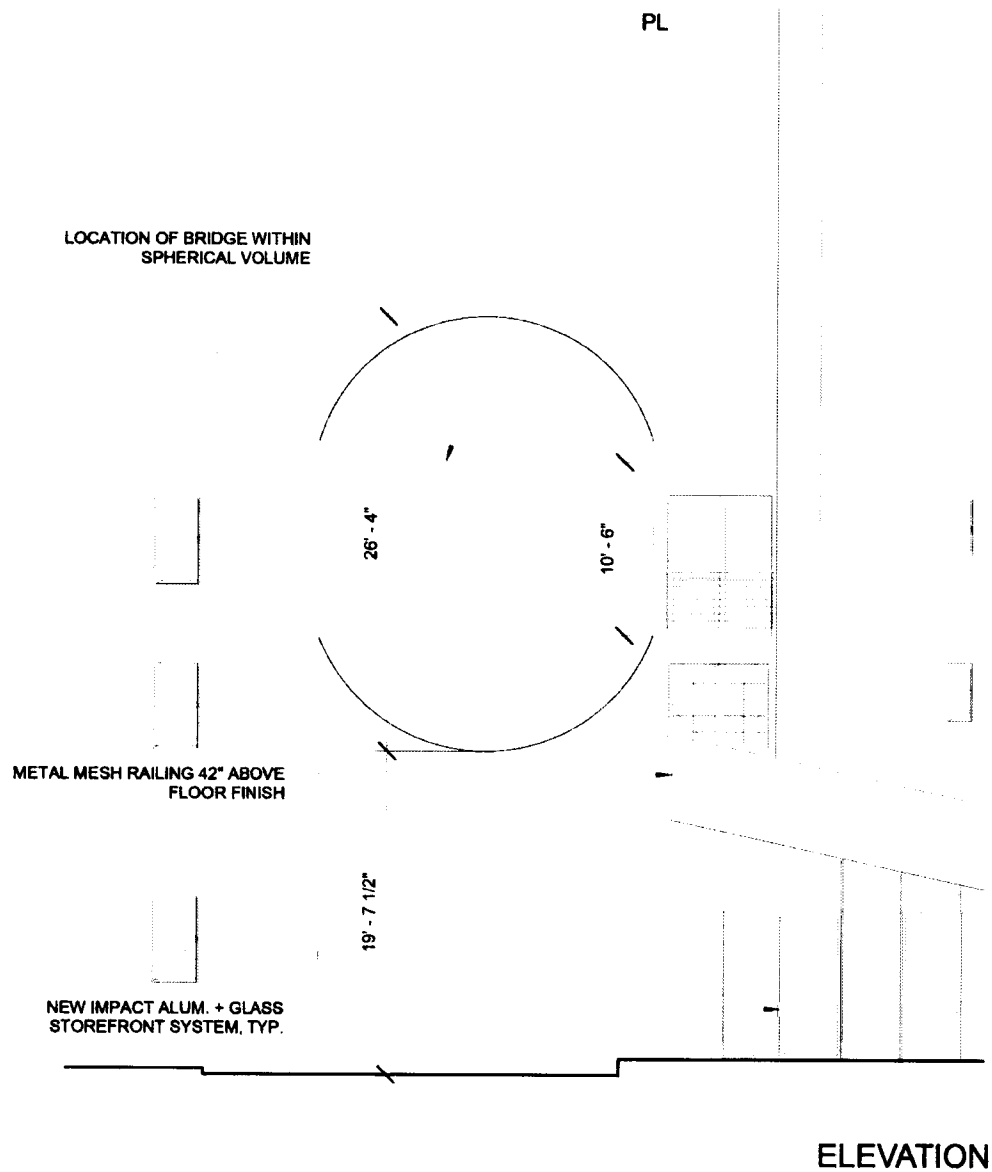 PL
LOCATION OF BRIDGE WITHIN
SPHERICAL VOLUME
26' - 4"
10' - 6"
METAL MESH RAILING 42" ABOVE
FLOOR FINISH
19' - 7 1/2"
NEW IMPACT ALUM. + GLASS
STOREFRONT SYSTEM, TYP.
ELEVATION